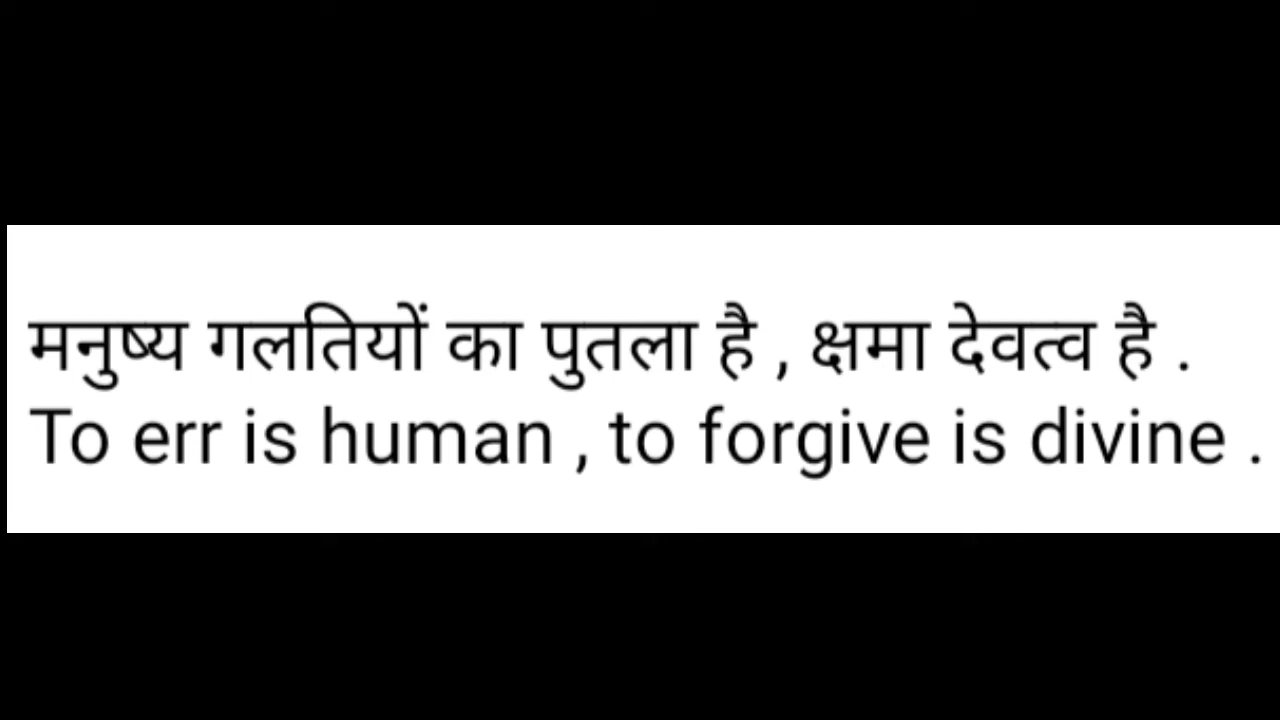 मनुष्य गलतियों का पुतला है , क्षमा देवत्व है .
To err is human , to forgive is divine .